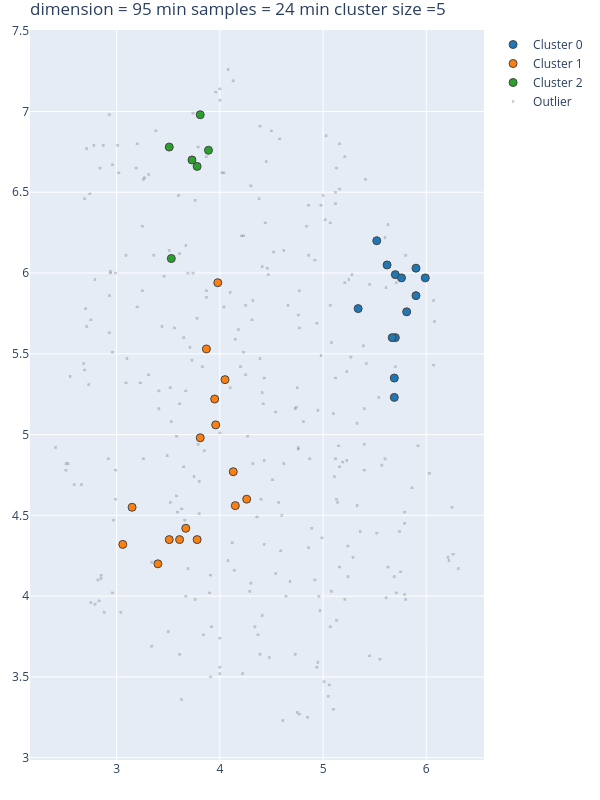 dimension = 95 min samples = 24 min cluster size =5
7.5
7
6.5
6
5.5
5
4.5
4
3.5
3
3 4 5 6
Cluster 0
Cluster 1
Cluster 2
Outlier